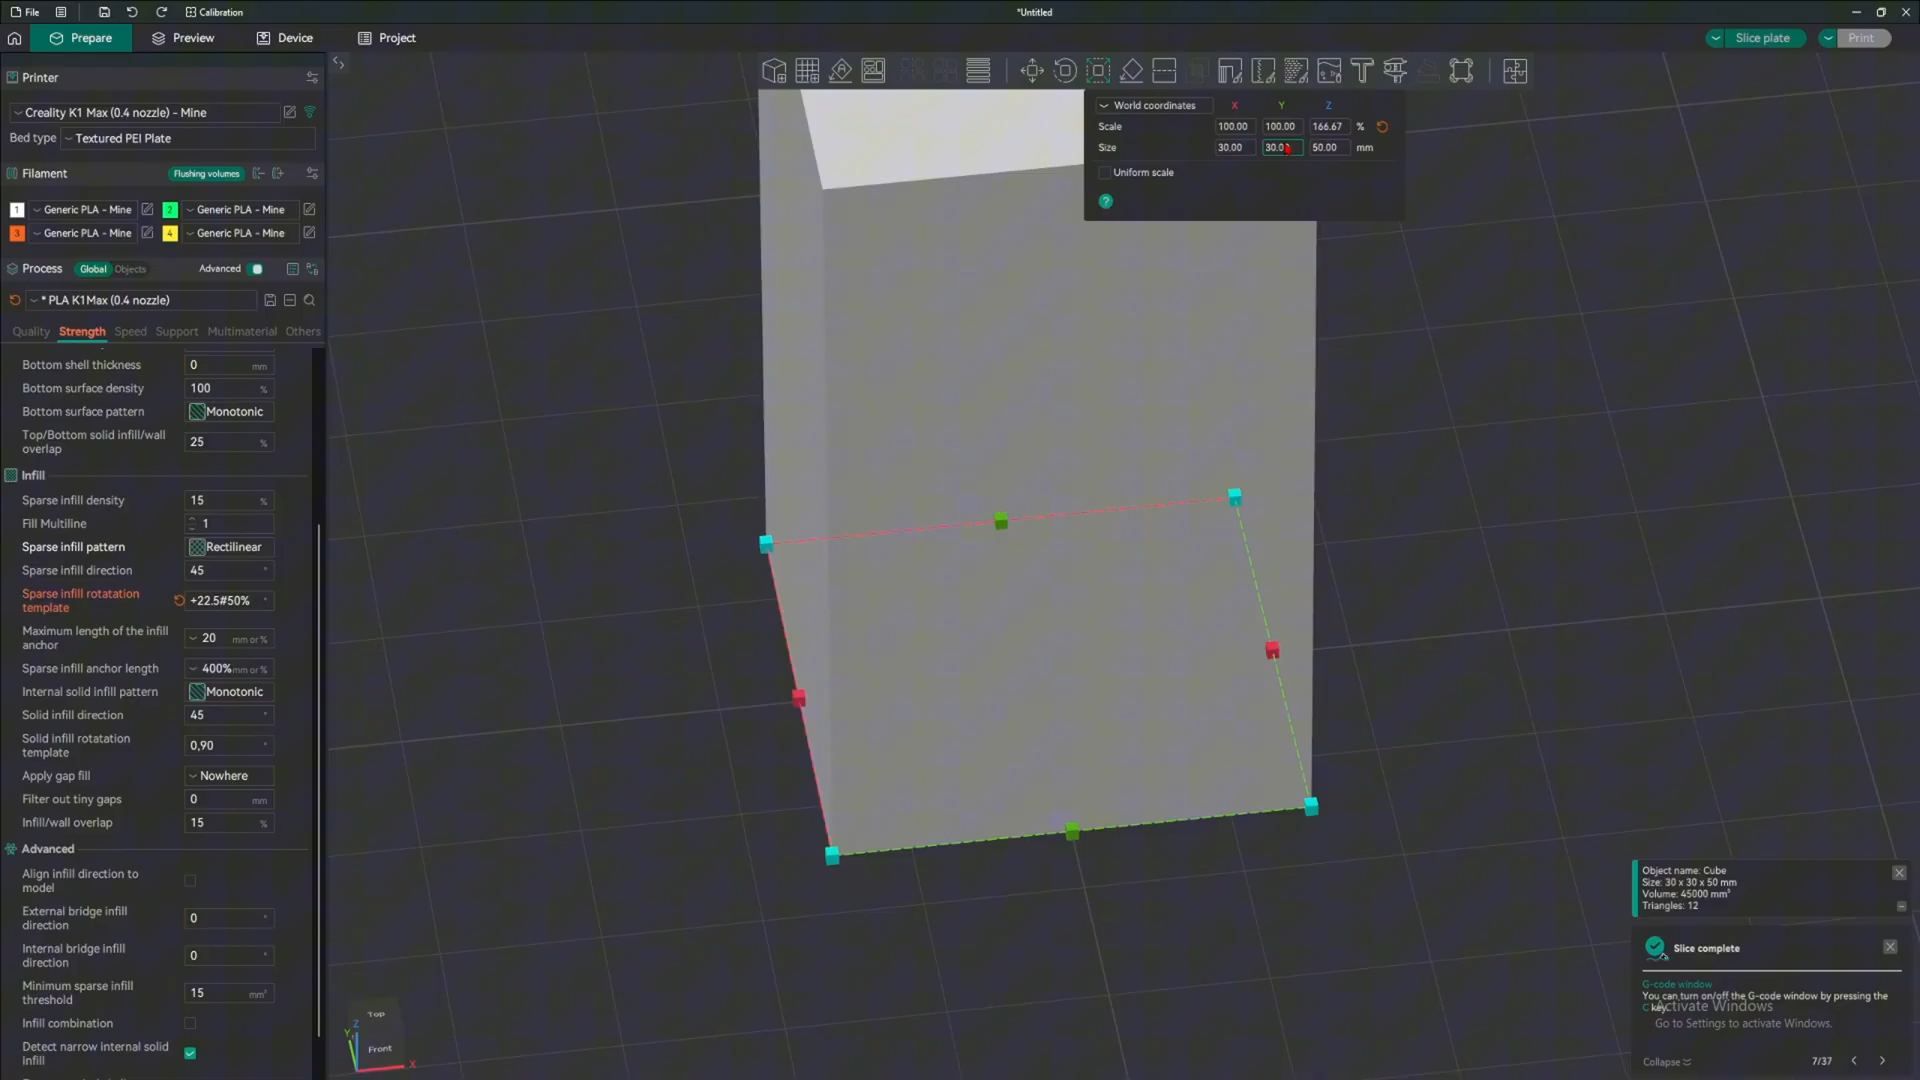 File
Calibration
*Untitled
Prepare
Preview
Device
Project
Slice plate
Print
Printer
Creality K1 Max (0.4 nozzle) - Mine
Bed type
Textured PEI Plate
Filament
Flushing volumes
1 Generic PLA - Mine
2 Generic PLA - Mine
3 Generic PLA - Mine
4 Generic PLA - Mine
Process
Global
Objects
Advanced
* PLA K1Max (0.4 nozzle)
Quality
Strength
Speed
Support
Multimaterial
Others
Bottom shell thickness
0 mm
Bottom surface density
100 %
Bottom surface pattern
Monotonic
Top/Bottom solid infill/wall
overlap
25 %
Infill
Sparse infill density
15 %
Fill Multiline
1
Sparse infill pattern
Rectilinear
Sparse infill direction
45 °
Sparse infill rotatation
template
+22.5#50% °
Maximum length of the infill
anchor
20 mm or %
Sparse infill anchor length
400% mm or %
Internal solid infill pattern
Monotonic
Solid infill direction
45 °
Solid infill rotatation
template
0,90 °
Apply gap fill
Nowhere
Filter out tiny gaps
0 mm
Infill/wall overlap
15 %
Advanced
Align infill direction to
model
External bridge infill
direction
0 °
Internal bridge infill
direction
0 °
Minimum sparse infill
threshold
15 mm²
Infill combination
Detect narrow internal solid
infill
World coordinates
X
Y
Z
Scale
100.00
100.00
166.67
%
Size
30.00
30.0
50.00
mm
Uniform scale
?
Top
Front
X
Y
Z
Object name: Cube
Size: 30 x 30 x 50 mm
Volume: 45000 mm³
Triangles: 12
Slice complete
G-code window
You can turn on/off the G-code window by pressing the
C key.
Activate Windows
Go to Settings to activate Windows.
Collapse
7/37